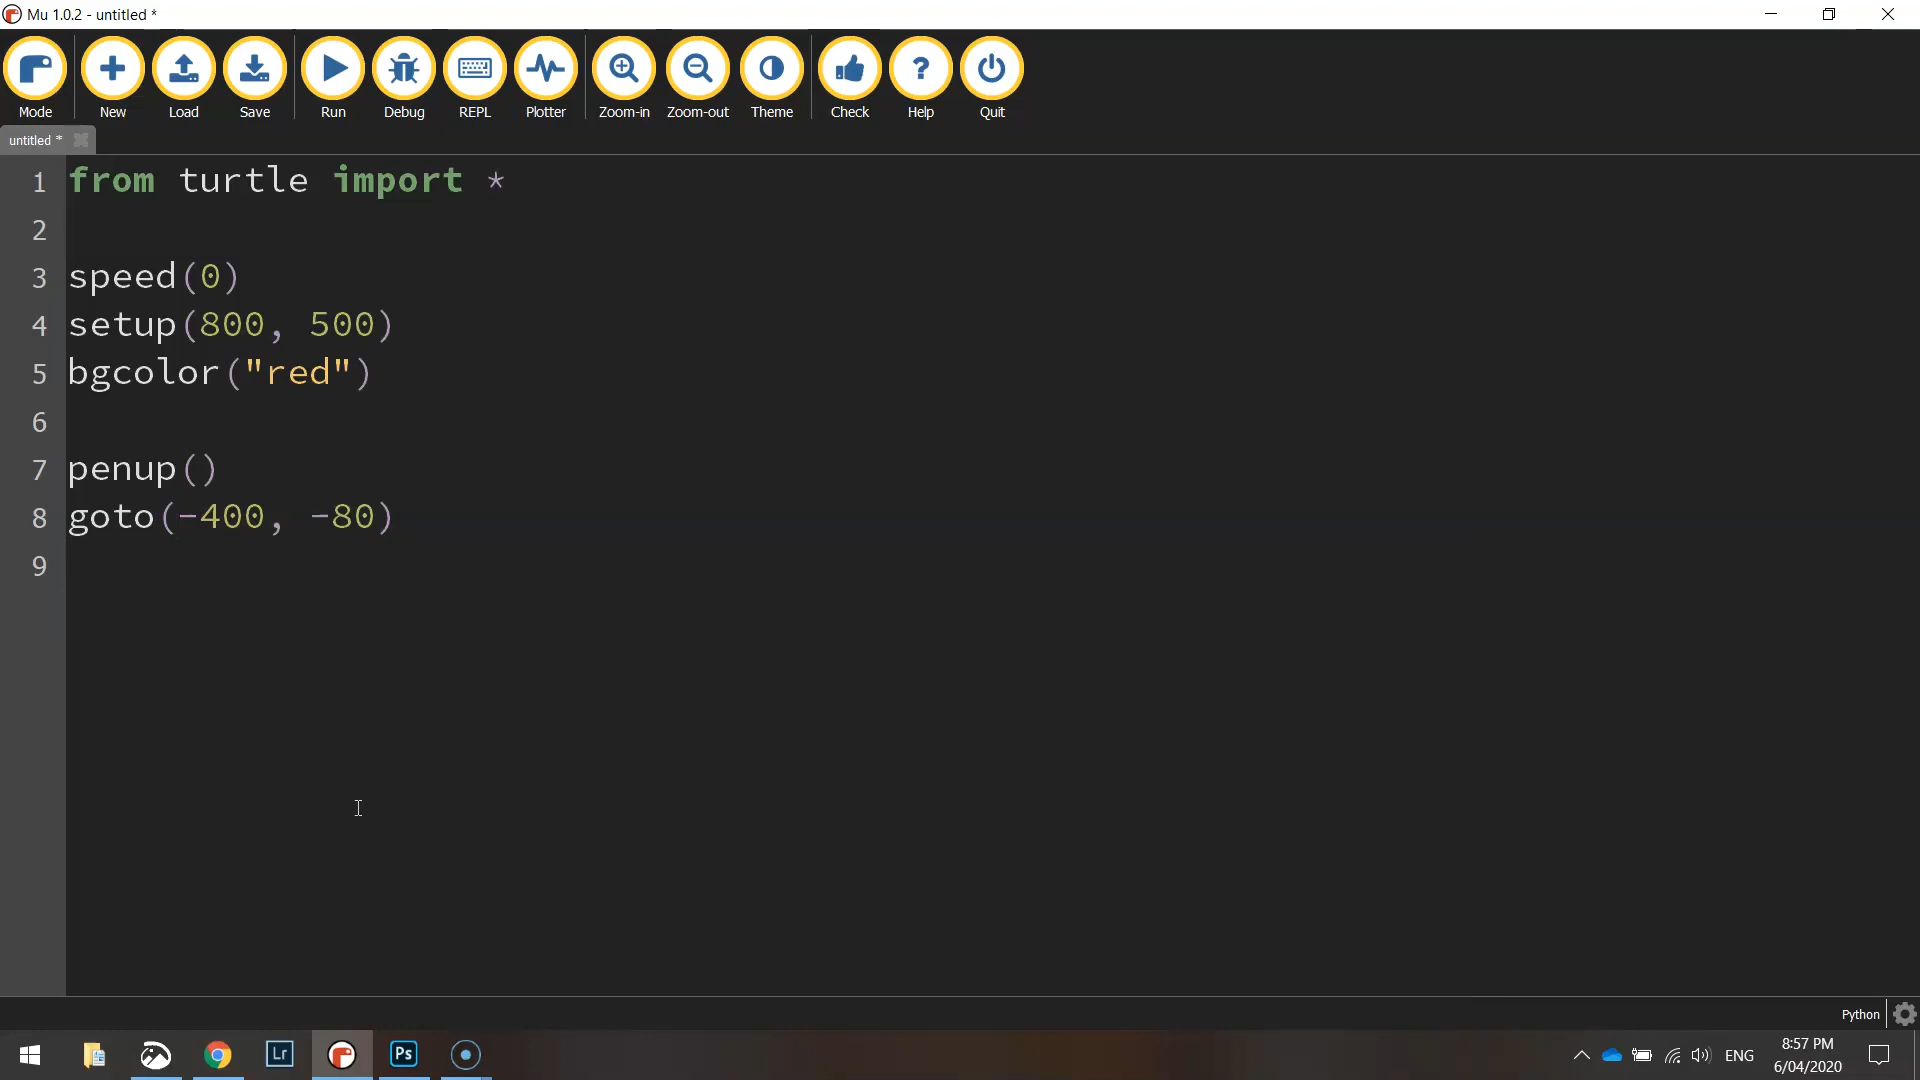 Mu 1.0.2 - untitled *
Mode
New
Load
Save
Run
Debug
REPL
Plotter
Zoom-in
Zoom-out
Theme
Check
Help
Quit
untitled *
1 from turtle import *
2
3 speed(0)
4 setup(800, 500)
5 bgcolor("red")
6
7 penup()
8 goto(-400, -80)
9
Python
Lr
Ps
ENG
8:57 PM
6/04/2020